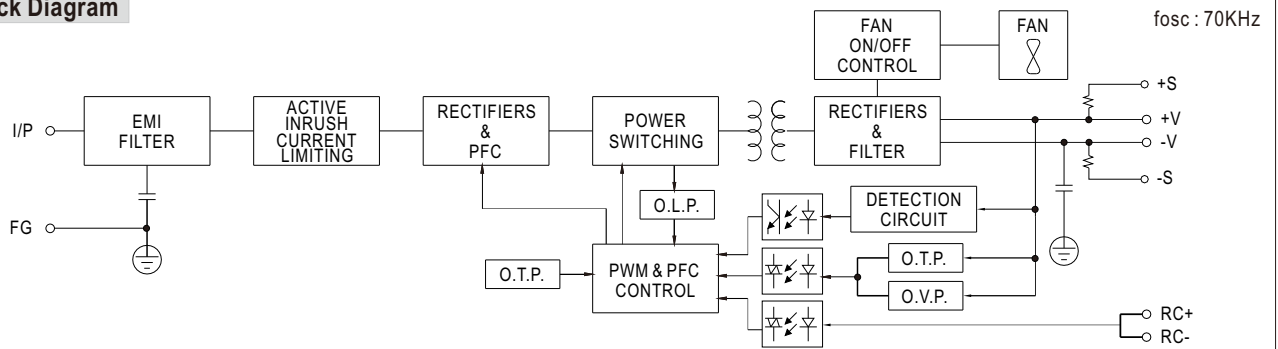 ck Diagram
fosc : 70KHz
FAN
ON/OFF
CONTROL
FAN
I/P
EMI
FILTER
ACTIVE
INRUSH
CURRENT
LIMITING
RECTIFIERS
&
PFC
POWER
SWITCHING
RECTIFIERS
&
FILTER
+S
+V
-V
-S
FG
O.L.P.
DETECTION
CIRCUIT
O.T.P.
PWM & PFC
CONTROL
O.T.P.
O.V.P.
RC+
RC-